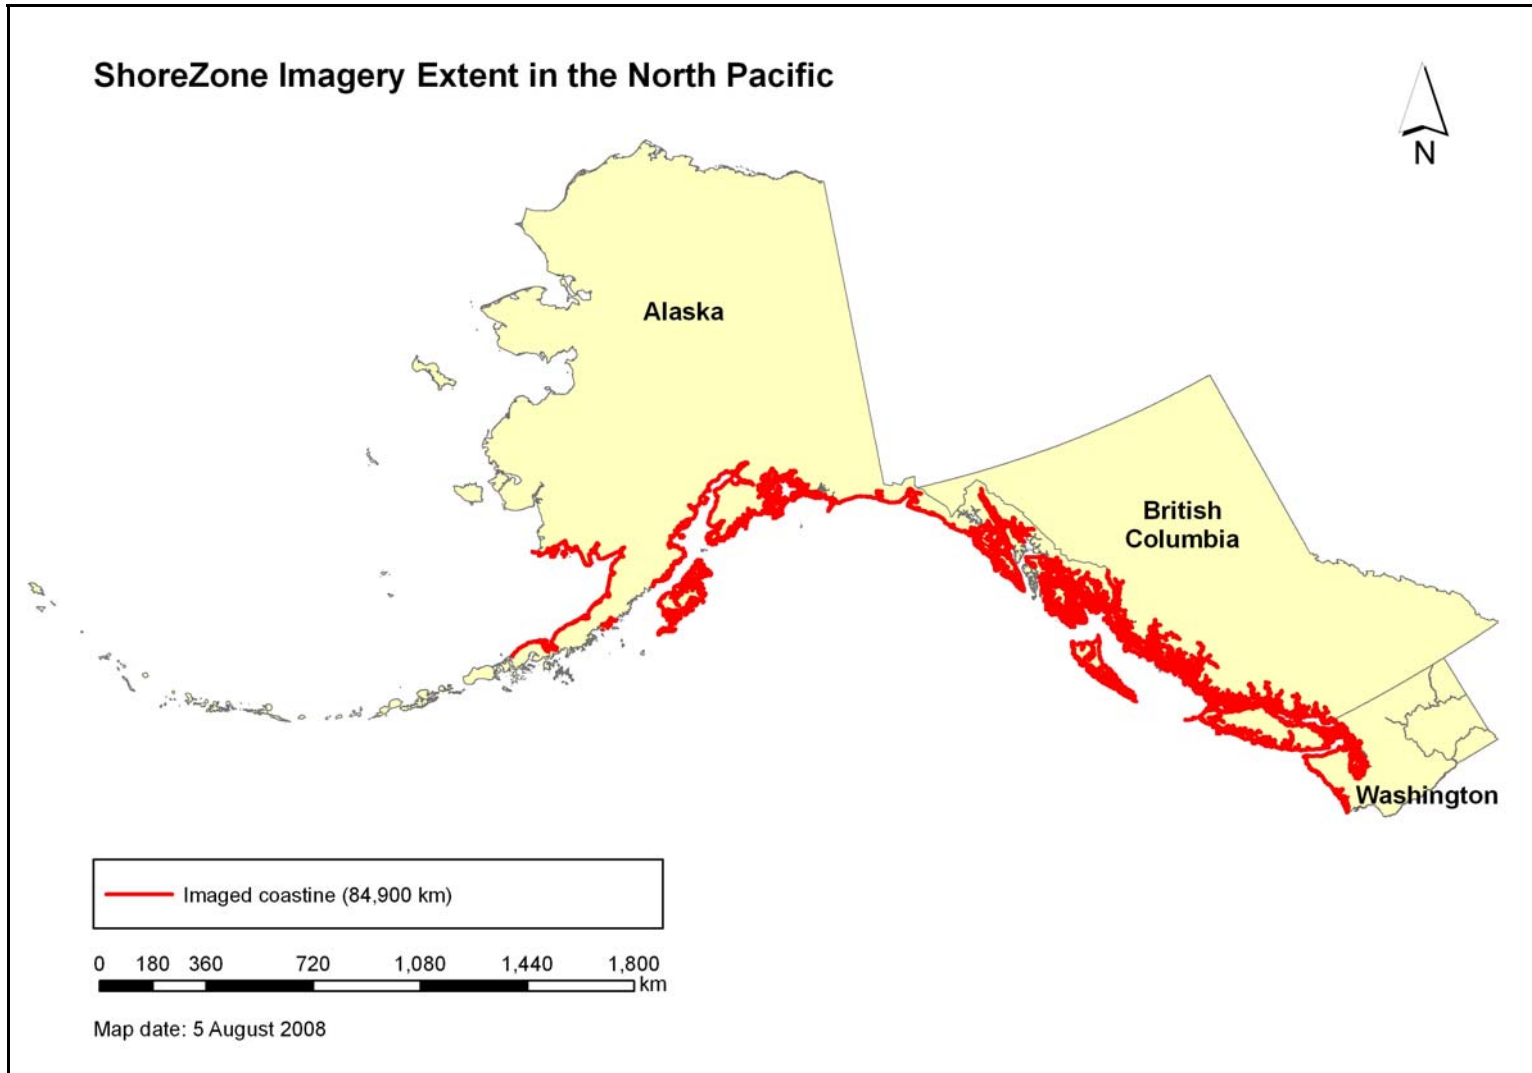 ShoreZone Imagery Extent in the North Pacific
N
Alaska
British
Columbia
Washington
Imaged coastine (84,900 km)
0 180 360 720 1,080 1,440 1,800
km
Map date: 5 August 2008